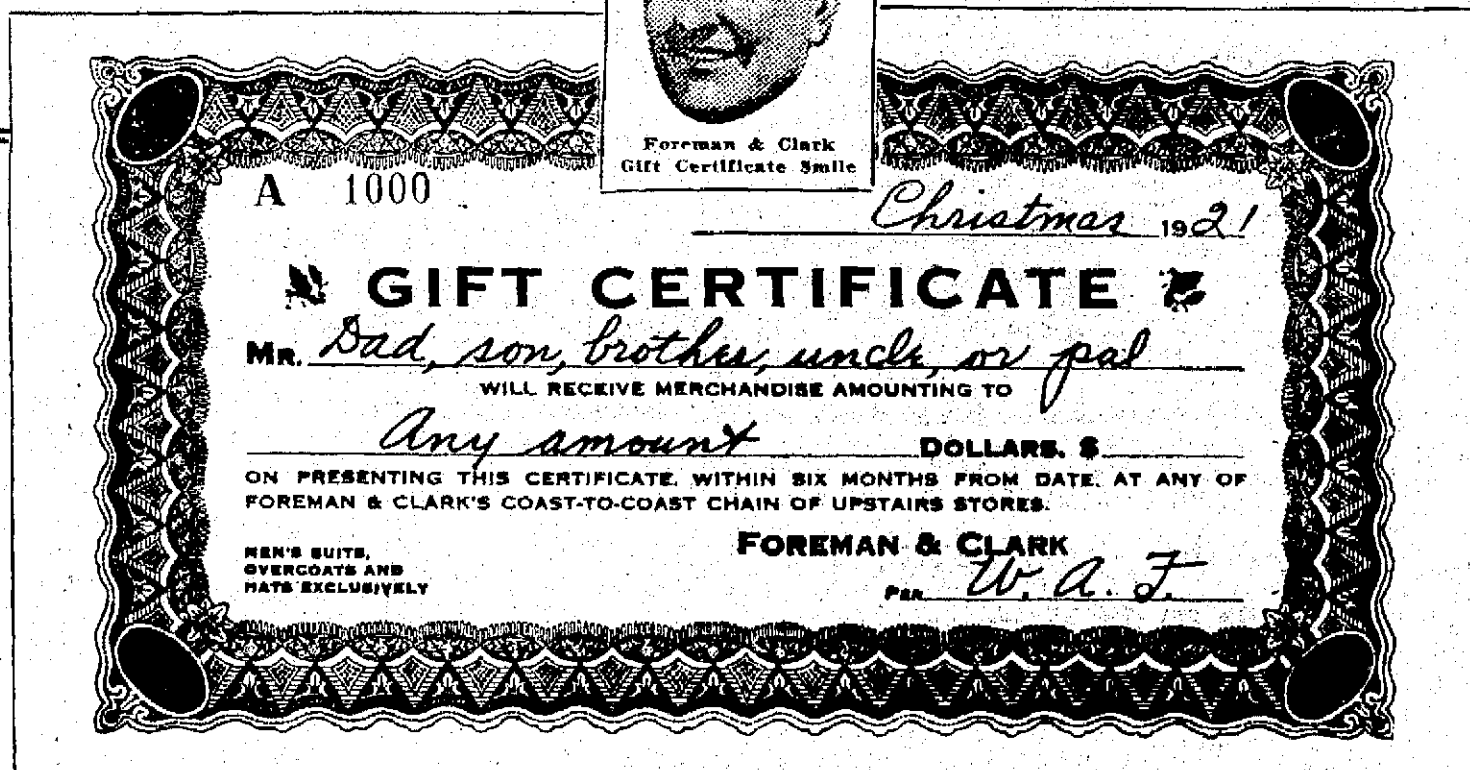 Foreman & Clark
Gift Certificate Smile
A 1000
Christmas 1921
GIFT CERTIFICATE
MR. Dad, son, brother, uncle, or pal
WILL RECEIVE MERCHANDISE AMOUNTING TO
Any amount DOLLARS. $
ON PRESENTING THIS CERTIFICATE, WITHIN SIX MONTHS FROM DATE, AT ANY OF
FOREMAN & CLARK'S COAST-TO-COAST CHAIN OF UPSTAIRS STORES.
MEN'S SUITS,
OVERCOATS AND
HATS EXCLUSIVELY
FOREMAN & CLARK
PER W. A. F.